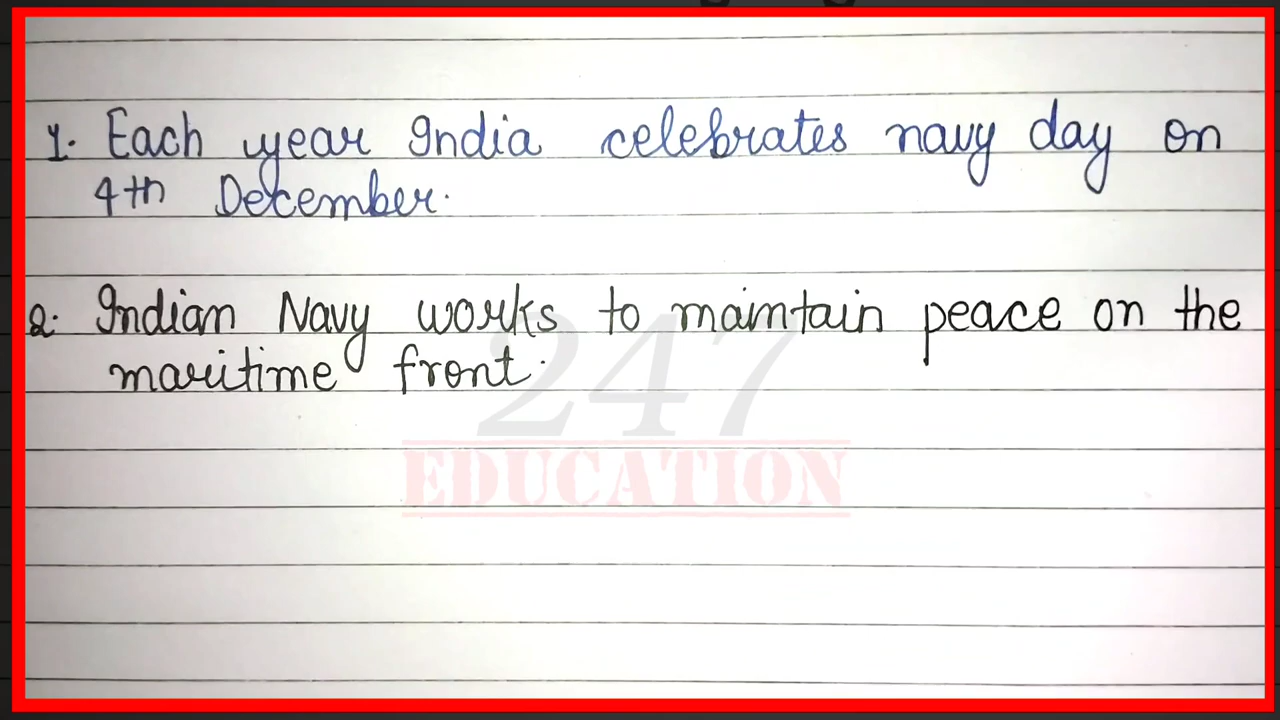 1. Each year India celebrates navy day on
4th December.
2. Indian Navy works to maintain peace on the
maritime front.
247
EDUCATION